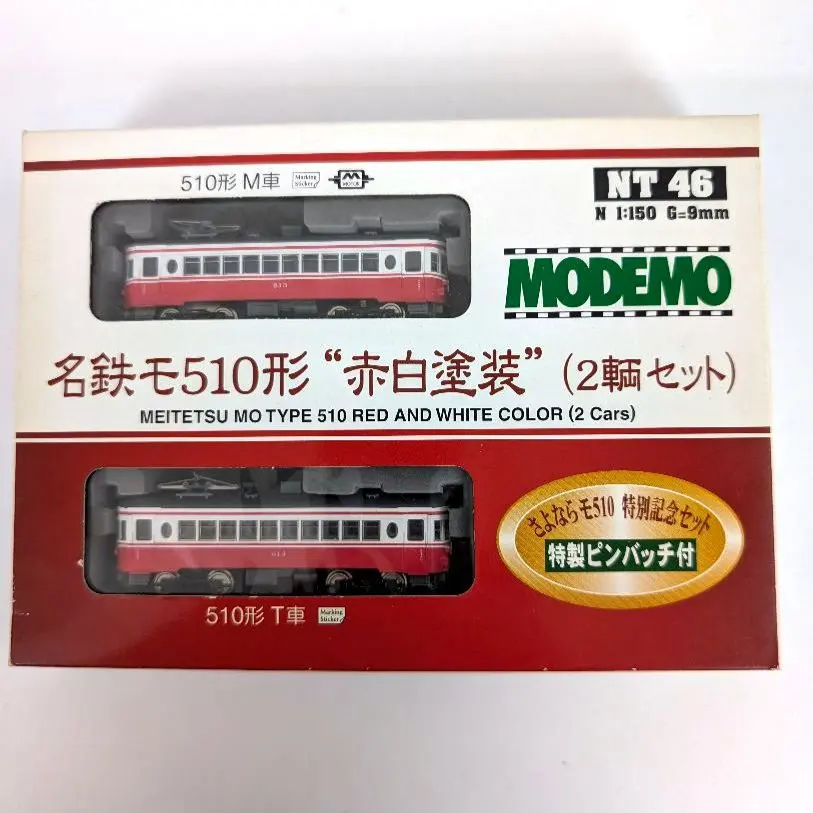 510形 M車 Marking Sticker M MOTOR
NT 46
N 1:150 G=9mm
MODEMO
513
名鉄モ510形 “赤白塗装” (2輌セット)
MEITETSU MO TYPE 510 RED AND WHITE COLOR (2 Cars)
さよならモ510 特別記念セット
特製ピンバッチ付
513
510形 T車 Marking Sticker